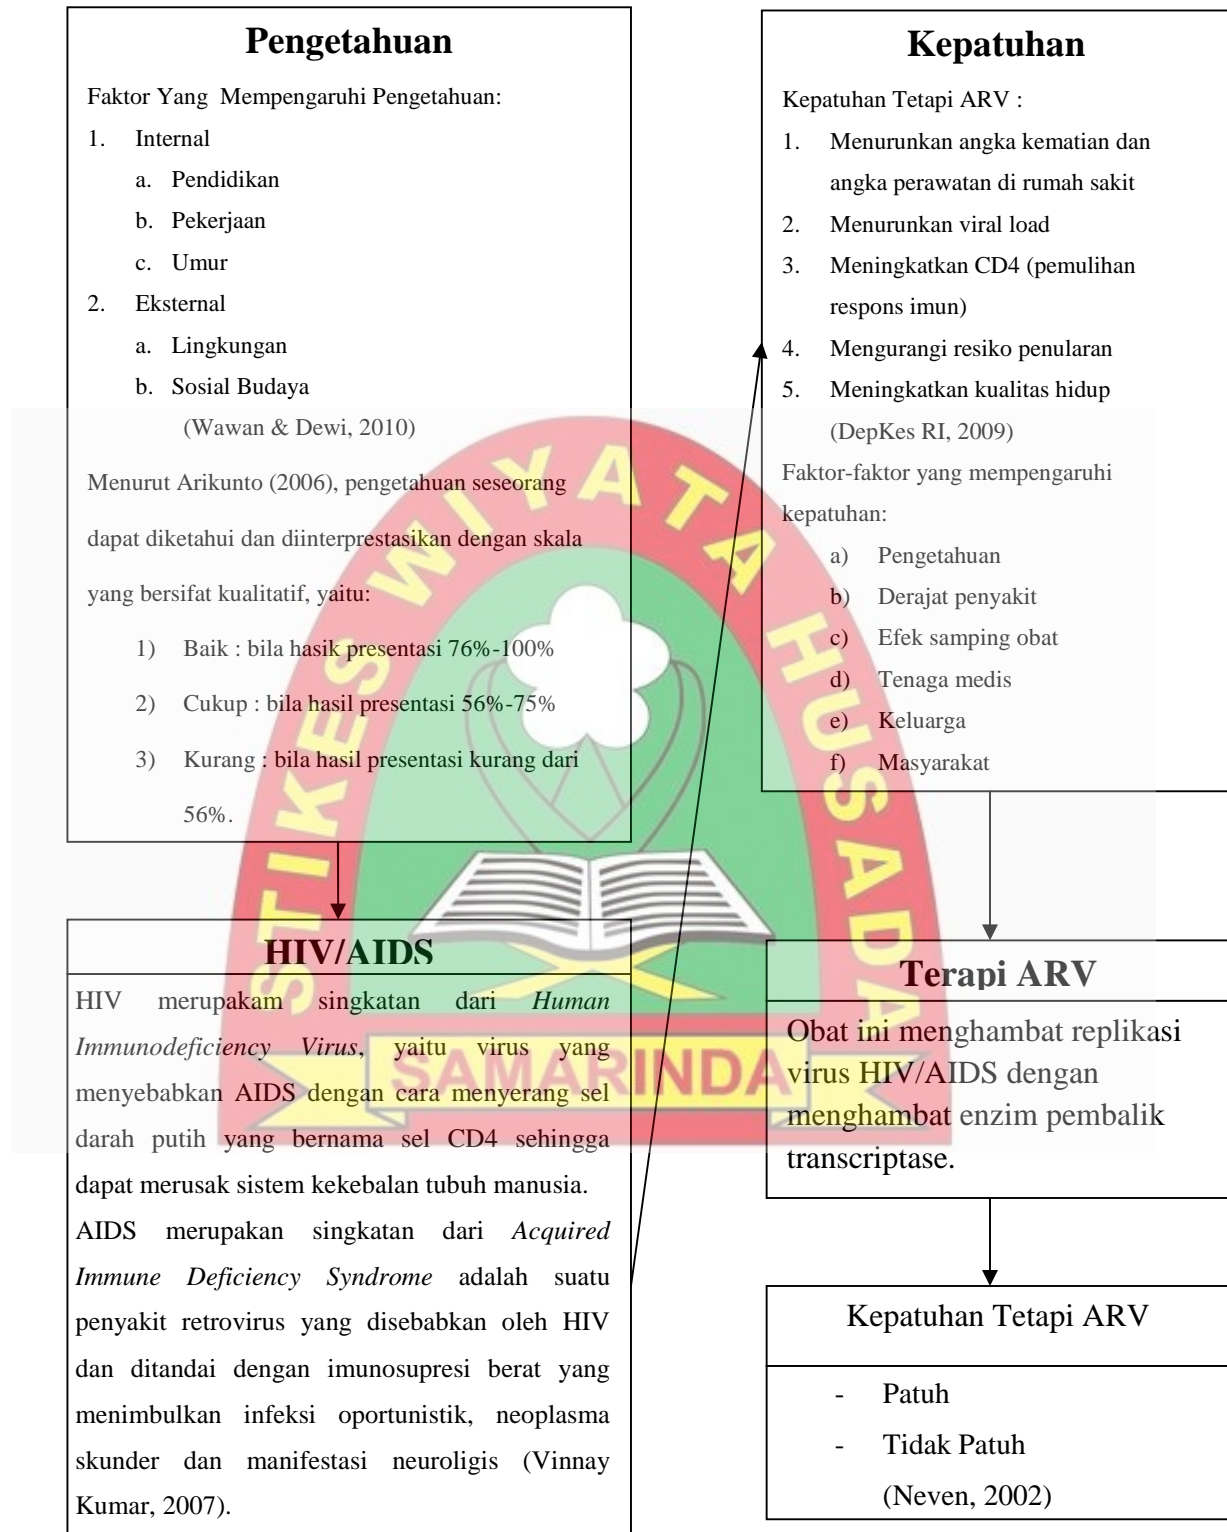 Pengetahuan
Faktor Yang Mempengaruhi Pengetahuan:
1. Internal
a. Pendidikan
b. Pekerjaan
c. Umur
2. Eksternal
a. Lingkungan
b. Sosial Budaya
(Wawan & Dewi, 2010)
Menurut Arikunto (2006), pengetahuan seseorang
dapat diketahui dan diinterprestasikan dengan skala
yang bersifat kualitatif, yaitu:
1) Baik : bila hasik presentasi 76%-100%
2) Cukup : bila hasil presentasi 56%-75%
3) Kurang : bila hasil presentasi kurang dari
56%.
HIV/AIDS
HIV merupakam singkatan dari Human
Immunodeficiency Virus, yaitu virus yang
menyebabkan AIDS dengan cara menyerang sel
darah putih yang bernama sel CD4 sehingga
dapat merusak sistem kekebalan tubuh manusia.
AIDS merupakan singkatan dari Acquired
Immune Deficiency Syndrome adalah suatu
penyakit retrovirus yang disebabkan oleh HIV
dan ditandai dengan imunosupresi berat yang
menimbulkan infeksi oportunistik, neoplasma
skunder dan manifestasi neuroligis (Vinnay
Kumar, 2007).
Kepatuhan
Kepatuhan Tetapi ARV :
1. Menurunkan angka kematian dan
angka perawatan di rumah sakit
2. Menurunkan viral load
3. Meningkatkan CD4 (pemulihan
respons imun)
4. Mengurangi resiko penularan
5. Meningkatkan kualitas hidup
(DepKes RI, 2009)
Faktor-faktor yang mempengaruhi
kepatuhan:
a) Pengetahuan
b) Derajat penyakit
c) Efek samping obat
d) Tenaga medis
e) Keluarga
f) Masyarakat
Terapi ARV
Obat ini menghambat replikasi
virus HIV/AIDS dengan
menghambat enzim pembalik
transcriptase.
Kepatuhan Tetapi ARV
- Patuh
- Tidak Patuh
(Neven, 2002)
STIKES WIYATA HUSADA
SAMARINDA